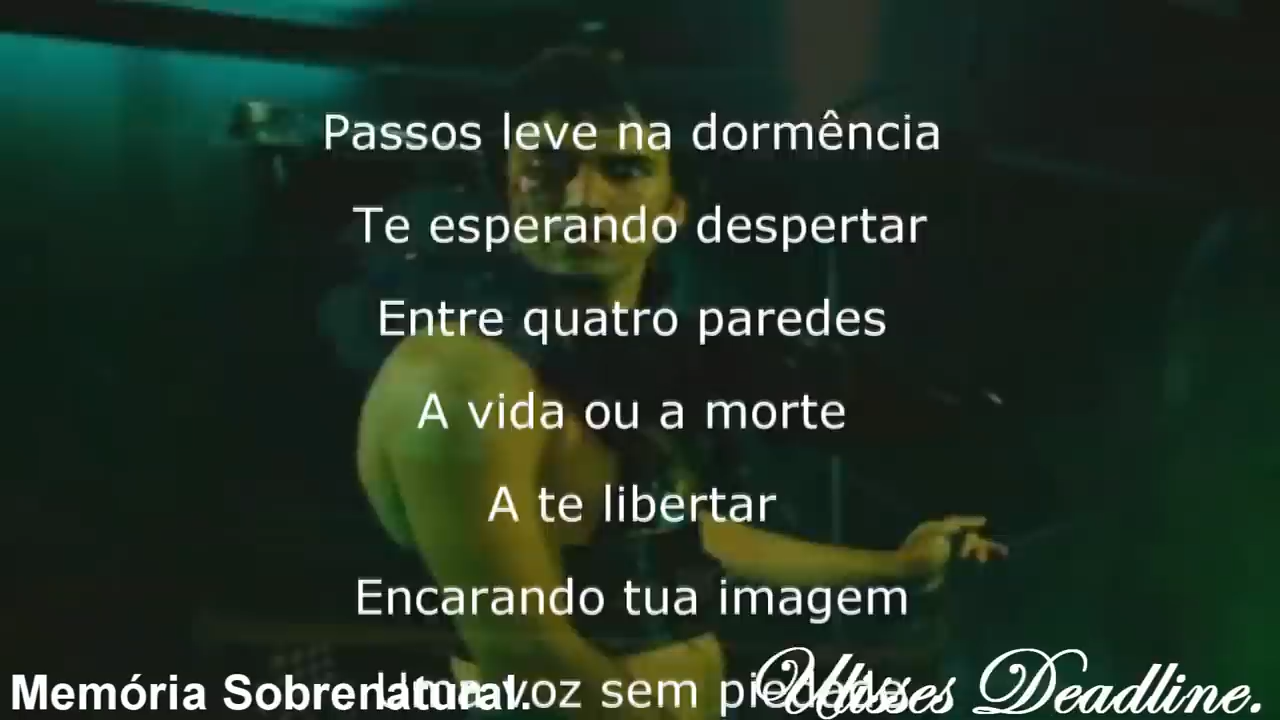 Passos leve na dormência
Te esperando despertar
Entre quatro paredes
A vida ou a morte
A te libertar
Encarando tua imagem
Uma voz sem piedade
Memória Sobrenatural.
Ulisses Deadline.